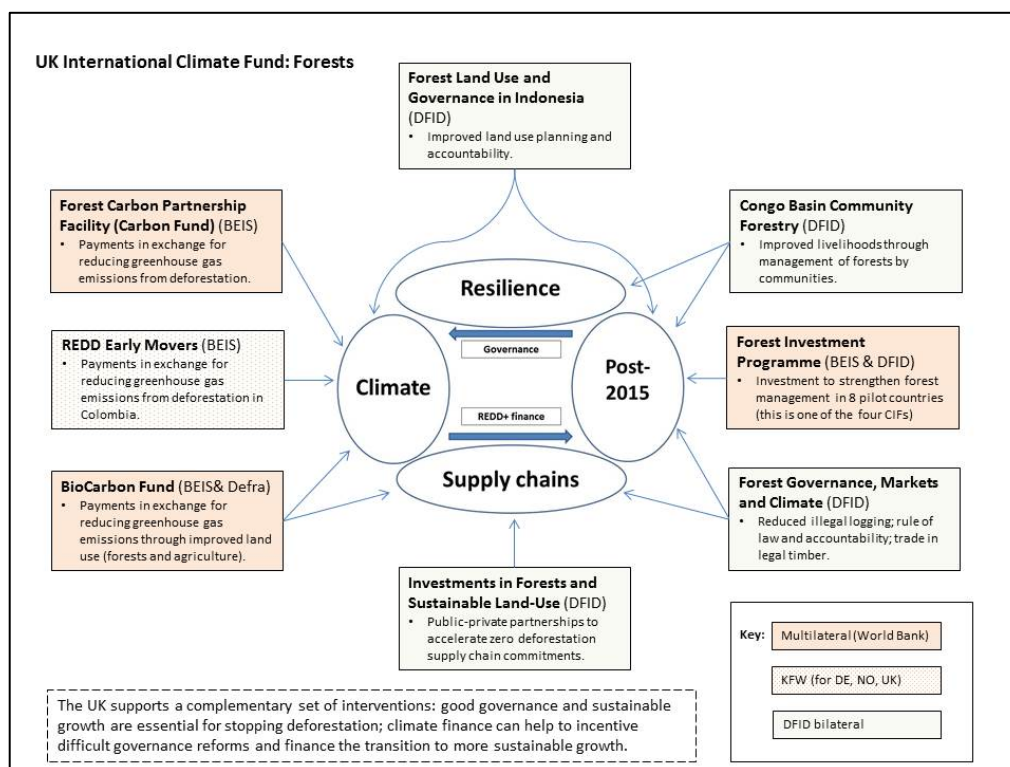 UK International Climate Fund: Forests
Forest Land Use and
Governance in Indonesia
(DFID)
• Improved land use planning and
accountability.
Forest Carbon Partnership
Facility (Carbon Fund) (BEIS)
• Payments in exchange for
reducing greenhouse gas
emissions from deforestation.
Congo Basin Community
Forestry (DFID)
• Improved livelihoods through
management of forests by
communities.
Resilience
REDD Early Movers (BEIS)
• Payments in exchange for
reducing greenhouse gas
emissions from deforestation in
Colombia.
Climate
Governance
REDD+ finance
Post-
2015
Forest Investment
Programme (BEIS & DFID)
• Investment to strengthen forest
management in 8 pilot countries
(this is one of the four CIFs)
Supply chains
BioCarbon Fund (BEIS& Defra)
• Payments in exchange for
reducing greenhouse gas
emissions through improved land
use (forests and agriculture).
Forest Governance, Markets
and Climate (DFID)
• Reduced illegal logging; rule of
law and accountability; trade in
legal timber.
Investments in Forests and
Sustainable Land-Use (DFID)
• Public-private partnerships to
accelerate zero deforestation
supply chain commitments.
Key:
Multilateral (World Bank)
KFW (for DE, NO, UK)
DFID bilateral
The UK supports a complementary set of interventions: good governance and sustainable
growth are essential for stopping deforestation; climate finance can help to incentive
difficult governance reforms and finance the transition to more sustainable growth.